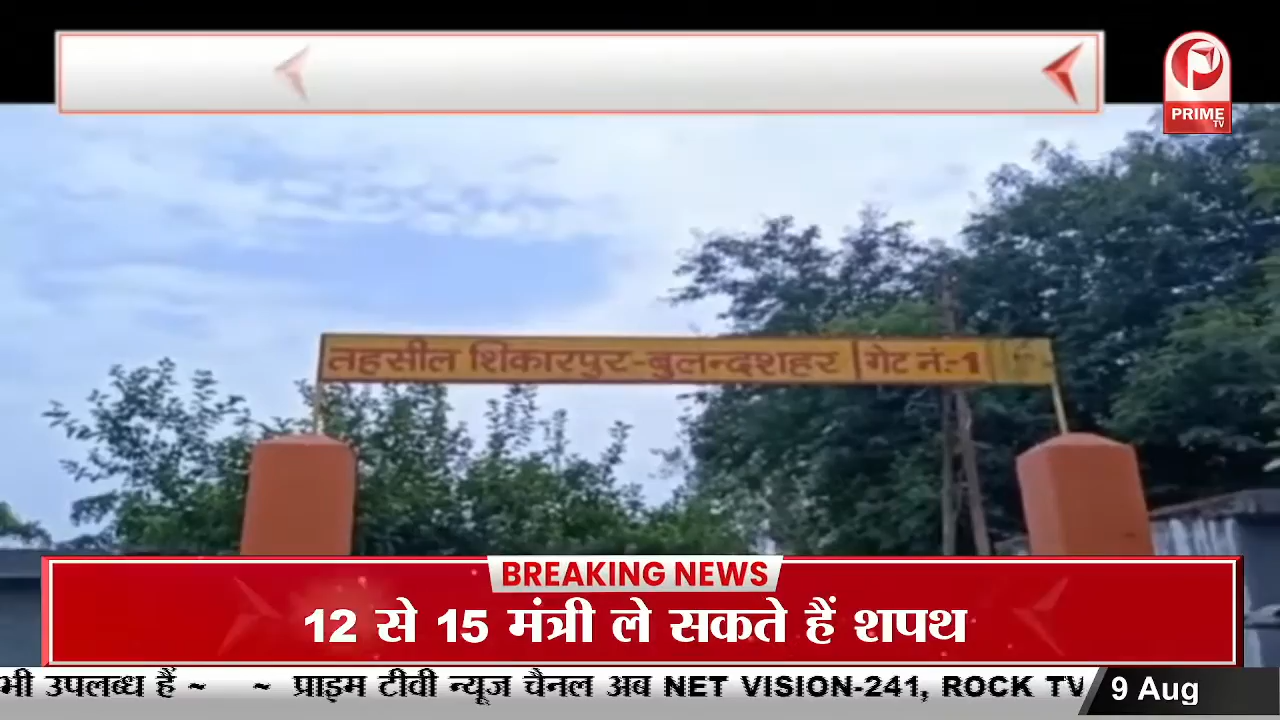 PRIME
TV
तहसील शिकारपुर-बुलन्दशहर गेट नं:-1
BREAKING NEWS
12 से 15 मंत्री ले सकते हैं शपथ
भी उपलब्ध हैं ~ ~ प्राइम टीवी न्यूज चैनल अब NET VISION-241, ROCK TV
9 Aug